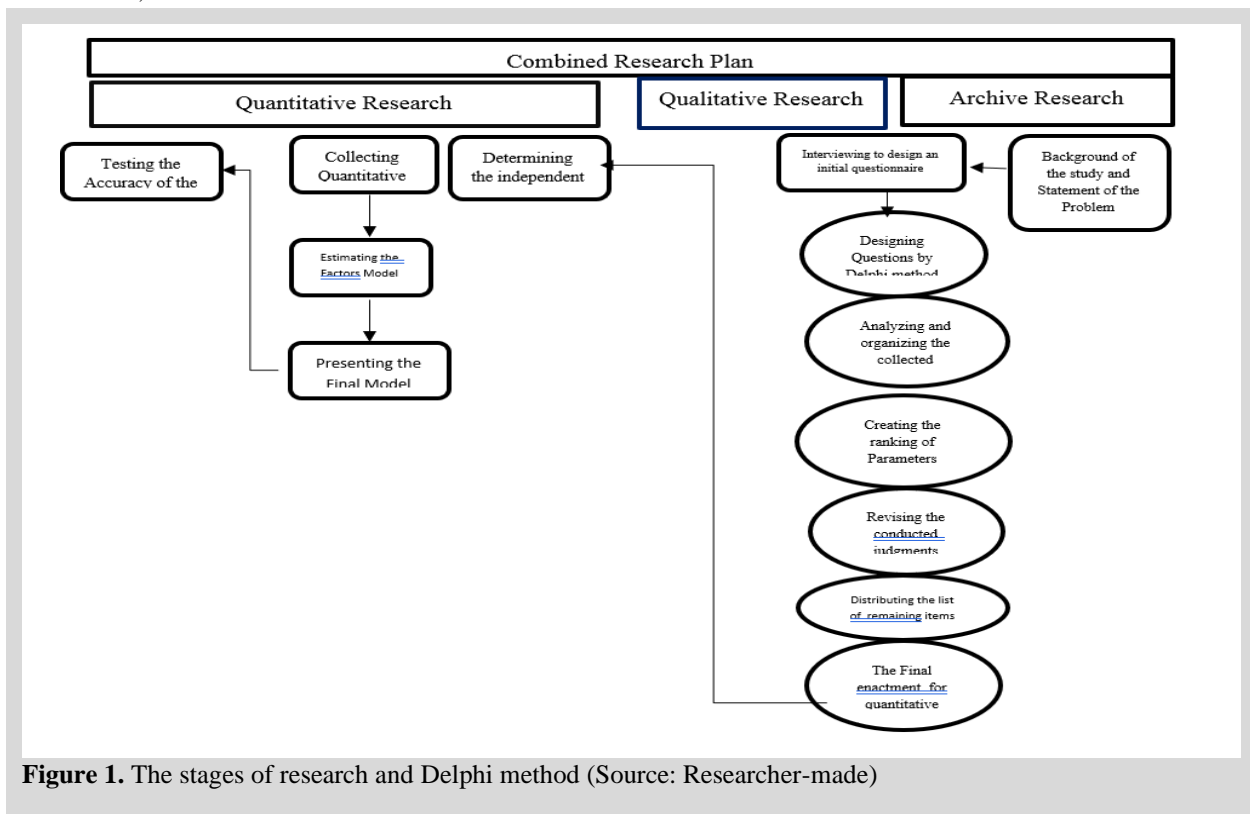 Combined Research Plan
Quantitative Research
Qualitative Research
Archive Research
Testing the
Accuracy of the
Collecting
Quantitative
Determining
the independent
Interviewing to design an
initial questionnaire
Background of
the study and
Statement of the
Problem
Estimating the
Factors Model
Presenting the
Final Model
Designing
Questions by
Delphi method
Analyzing and
organizing the
collected
Creating the
ranking of
Parameters
Revising the
conducted
judgments
Distributing the list
of remaining items
The Final
enactment for
quantitative
Figure 1. The stages of research and Delphi method (Source: Researcher-made)